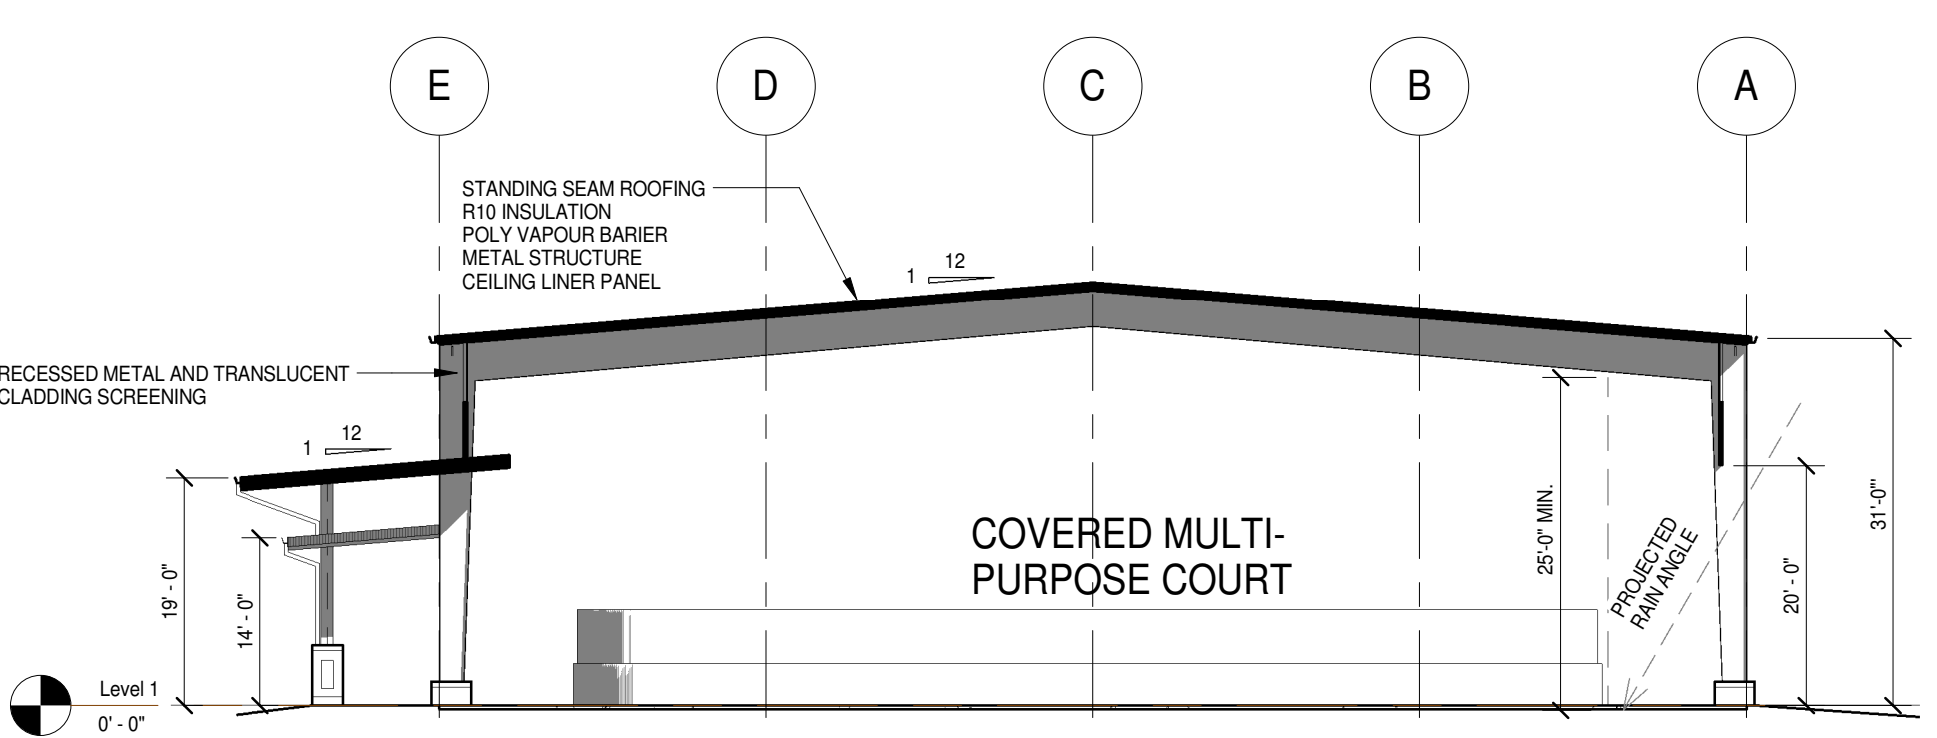 E
D
C
B
A
STANDING SEAM ROOFING
R10 INSULATION
POLY VAPOUR BARIER
METAL STRUCTURE
CEILING LINER PANEL
1
12
RECESSED METAL AND TRANSLUCENT
CLADDING SCREENING
1
12
19' - 0"
14' - 0"
COVERED MULTI-
PURPOSE COURT
25'-0" MIN.
PROJECTED
RAIN ANGLE
20' - 0"
31'-0'"
Level 1
0' - 0"